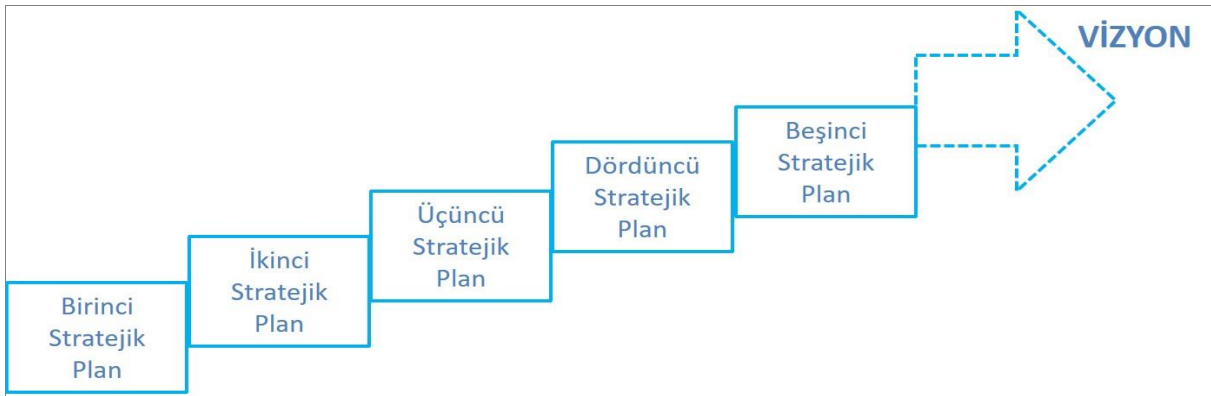 Birinci
Stratejik
Plan
İkinci
Stratejik
Plan
Üçüncü
Stratejik
Plan
Dördüncü
Stratejik
Plan
Beşinci
Stratejik
Plan
VİZYON